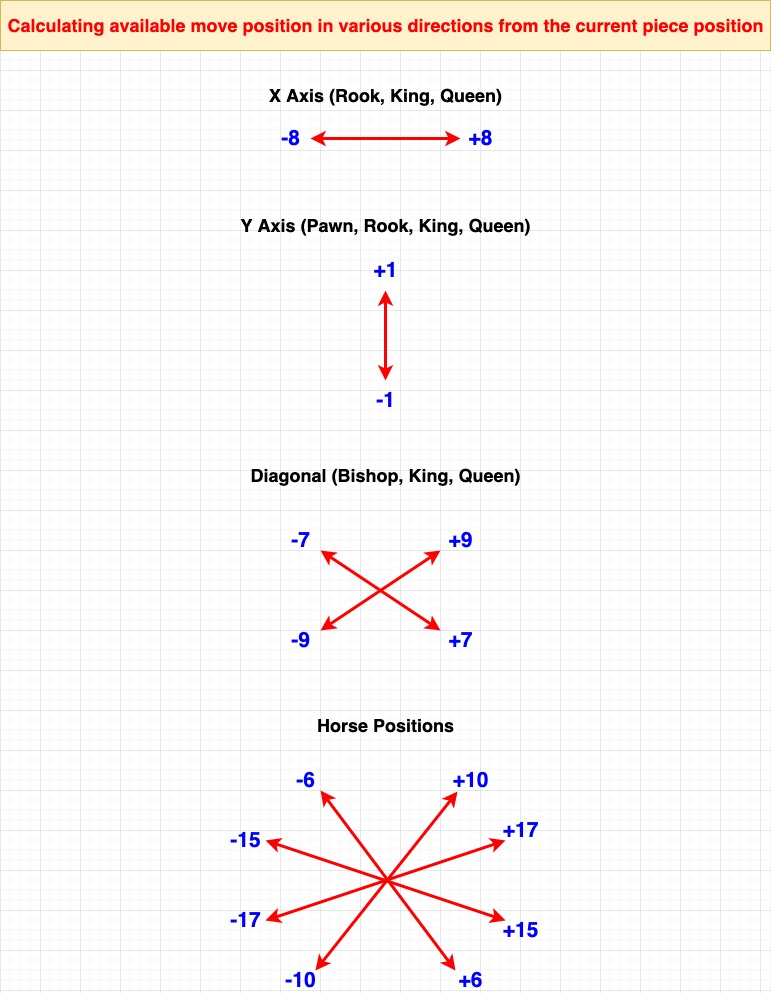 Calculating available move position in various directions from the current piece position
X Axis (Rook, King, Queen)
-8 +8
Y Axis (Pawn, Rook, King, Queen)
+1
-1
Diagonal (Bishop, King, Queen)
-7 +9
-9 +7
Horse Positions
-6 +10
-15 +17
-17 +15
-10 +6